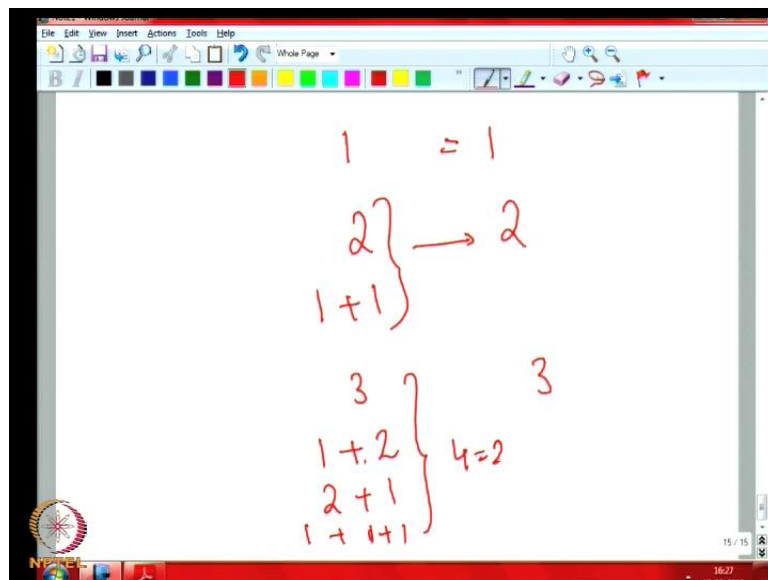 File Edit View Insert Actions Tools Help
Whole Page
B I
1 = 1
2 } → 2
1 + 1
3 3
1 + 2 } 4=2
2 + 1
1 + 1+1
15 / 15
NPTEL
16:27